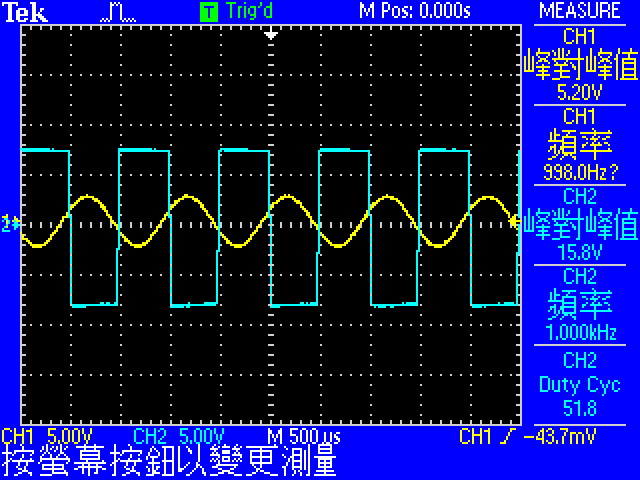 Tek T Trig'd M Pos: 0.000s MEASURE
CH1
峰對峰值
5.20V
CH1
頻率
998.0Hz?
CH2
峰對峰值
15.8V
CH2
頻率
1.000kHz
CH2
Duty Cyc
51.8
1
2
CH1 5.00V CH2 5.00V M 500µs CH1 -43.7mV
按螢幕按鈕以變更測量